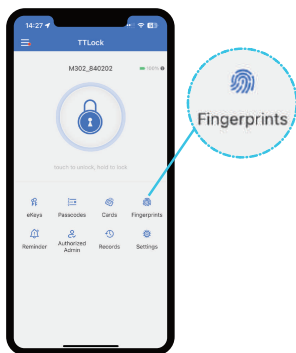 14:27
TTLock
M302_840202
100%
Touch to unlock, hold to lock
eKeys Passcodes Cards Fingerprints
Reminder Authorized Admin Records Settings
Fingerprints